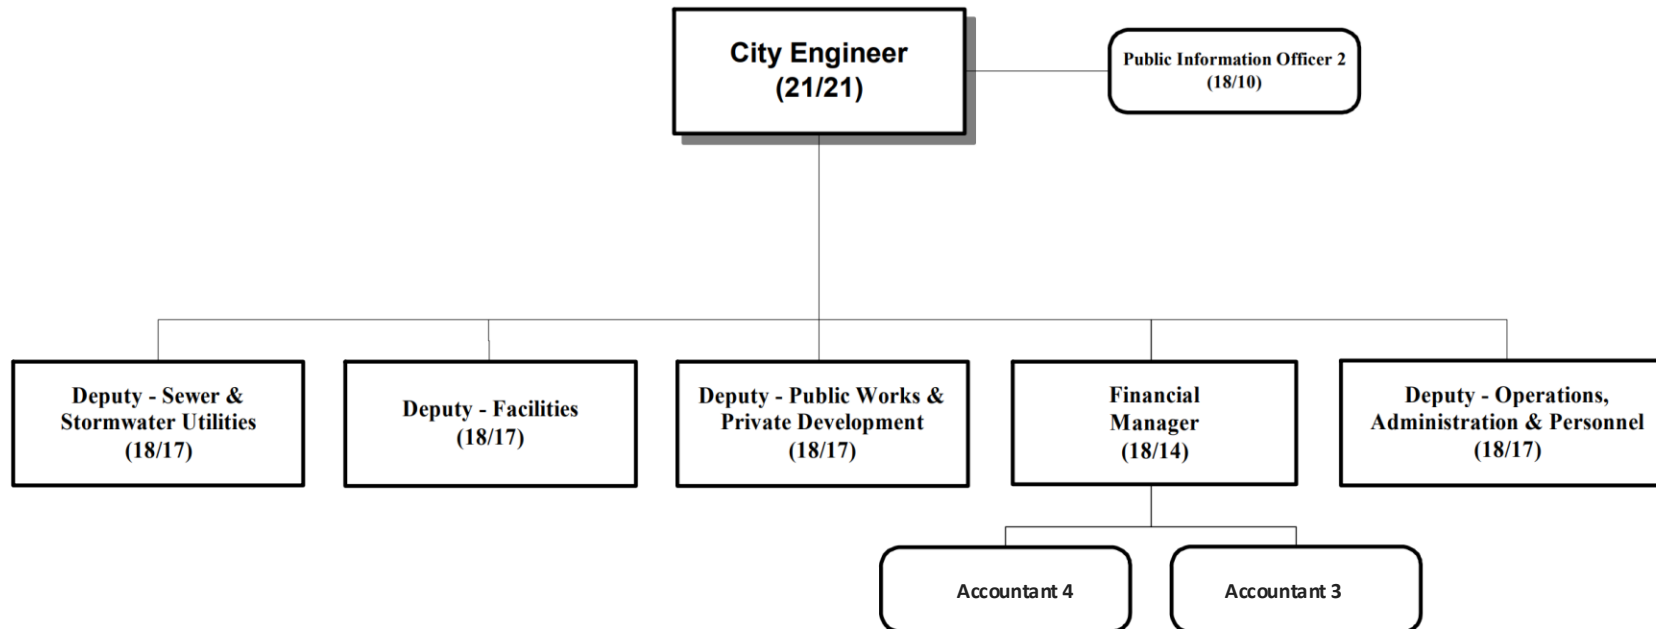 City Engineer
(21/21)
Public Information Officer 2
(18/10)
Deputy - Sewer &
Stormwater Utilities
(18/17)
Deputy - Facilities
(18/17)
Deputy - Public Works &
Private Development
(18/17)
Financial
Manager
(18/14)
Deputy - Operations,
Administration & Personnel
(18/17)
Accountant 4
Accountant 3